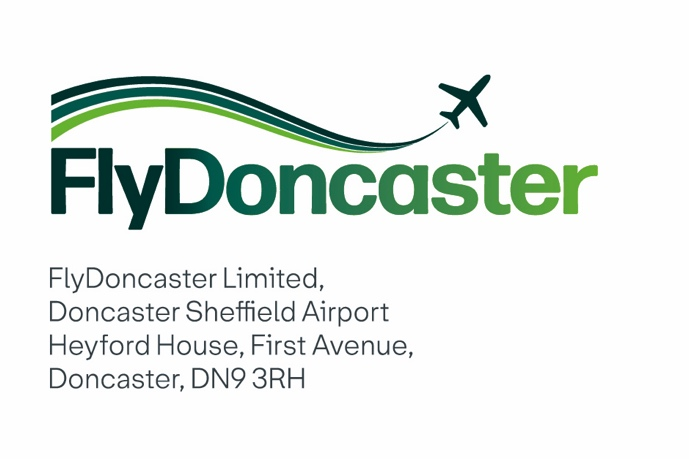 FlyDoncaster
FlyDoncaster Limited,
Doncaster Sheffield Airport
Heyford House, First Avenue,
Doncaster, DN9 3RH